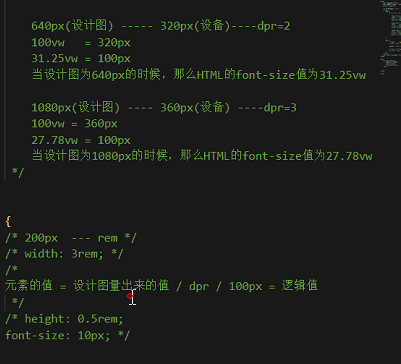 640px(设计图) ----- 320px(设备)----dpr=2
100vw = 320px
31.25vw = 100px
当设计图为640px的时候，那么HTML的font-size值为31.25vw
1080px(设计图) ---- 360px(设备)----dpr=3
100vw = 360px
27.78vw = 100px
当设计图为1080px的时候，那么HTML的font-size值为27.78vw
*/
{
/* 200px --- rem */
/* width: 3rem; */
/*
元素的值 = 设计图量出来的值 / dpr / 100px = 逻辑值
*/
/* height: 0.5rem;
font-size: 10px; */